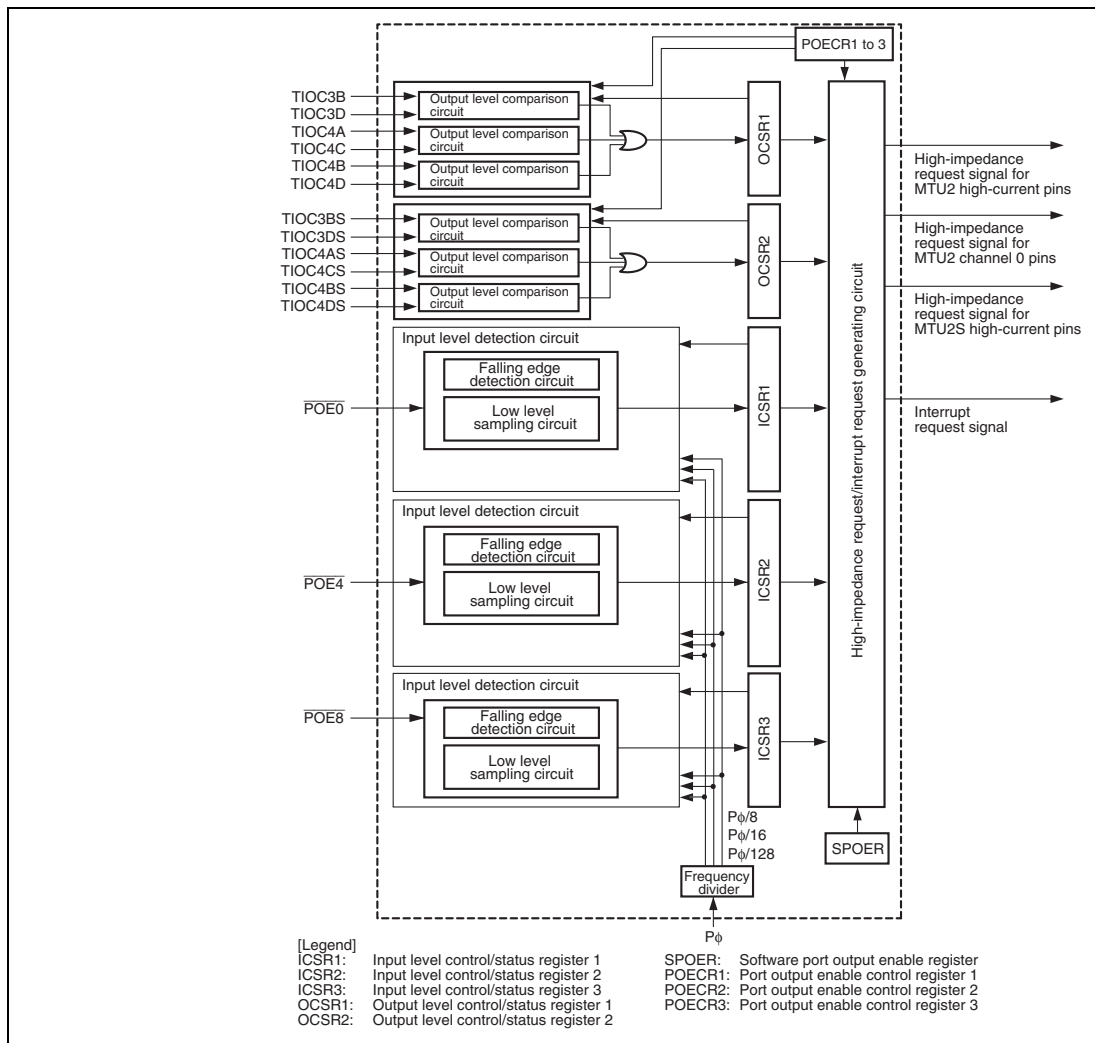 POECR1 to 3
TIOC3B
TIOC3D
TIOC4A
TIOC4C
TIOC4B
TIOC4D
Output level comparison
circuit
Output level comparison
circuit
Output level comparison
circuit
OCSR1
TIOC3BS
TIOC3DS
TIOC4AS
TIOC4CS
TIOC4BS
TIOC4DS
Output level comparison
circuit
Output level comparison
circuit
Output level comparison
circuit
OCSR2
Input level detection circuit
Falling edge
detection circuit
Low level
sampling circuit
POE0
ICSR1
Input level detection circuit
Falling edge
detection circuit
Low level
sampling circuit
POE4
ICSR2
Input level detection circuit
Falling edge
detection circuit
Low level
sampling circuit
POE8
ICSR3
High-impedance request/interrupt request generating circuit
High-impedance
request signal for
MTU2 high-current pins
High-impedance
request signal for
MTU2 channel 0 pins
High-impedance
request signal for
MTU2S high-current pins
Interrupt
request signal
Pϕ/8
Pϕ/16
Pϕ/128
SPOER
Frequency
divider
Pϕ
[Legend]
ICSR1: Input level control/status register 1
ICSR2: Input level control/status register 2
ICSR3: Input level control/status register 3
OCSR1: Output level control/status register 1
OCSR2: Output level control/status register 2
SPOER: Software port output enable register
POECR1: Port output enable control register 1
POECR2: Port output enable control register 2
POECR3: Port output enable control register 3